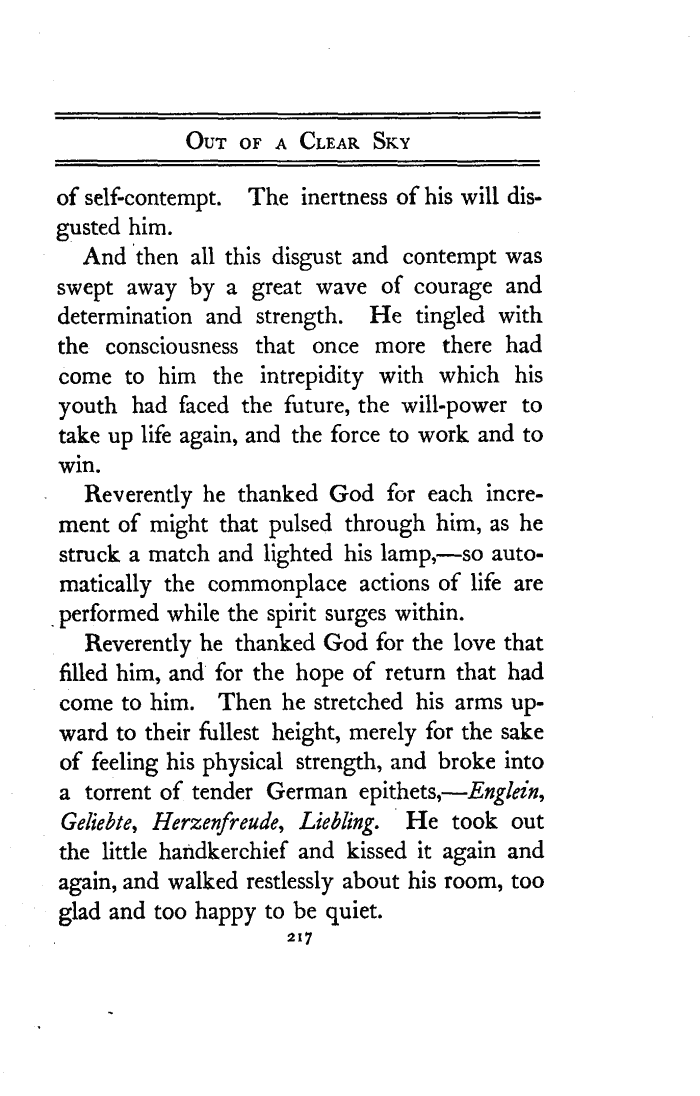 Out of a Clear Sky
of self-contempt. The inertness of his will dis-
gusted him.
And then all this disgust and contempt was
swept away by a great wave of courage and
determination and strength. He tingled with
the consciousness that once more there had
come to him the intrepidity with which his
youth had faced the future, the will-power to
take up life again, and the force to work and to
win.
Reverently he thanked God for each incre-
ment of might that pulsed through him, as he
struck a match and lighted his lamp,—so auto-
matically the commonplace actions of life are
performed while the spirit surges within.
Reverently he thanked God for the love that
filled him, and for the hope of return that had
come to him. Then he stretched his arms up-
ward to their fullest height, merely for the sake
of feeling his physical strength, and broke into
a torrent of tender German epithets,—Englein,
Geliebte, Herzenfreude, Liebling. He took out
the little handkerchief and kissed it again and
again, and walked restlessly about his room, too
glad and too happy to be quiet.
217